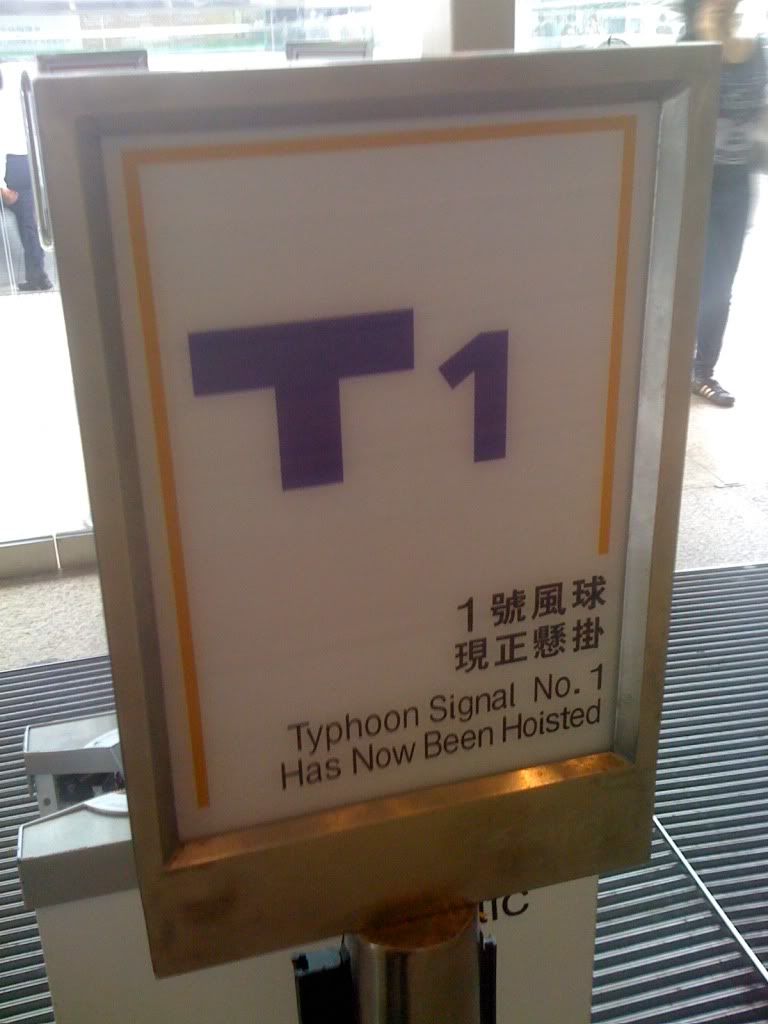 T1
1號風球
現正懸掛
Typhoon Signal No. 1
Has Now Been Hoisted